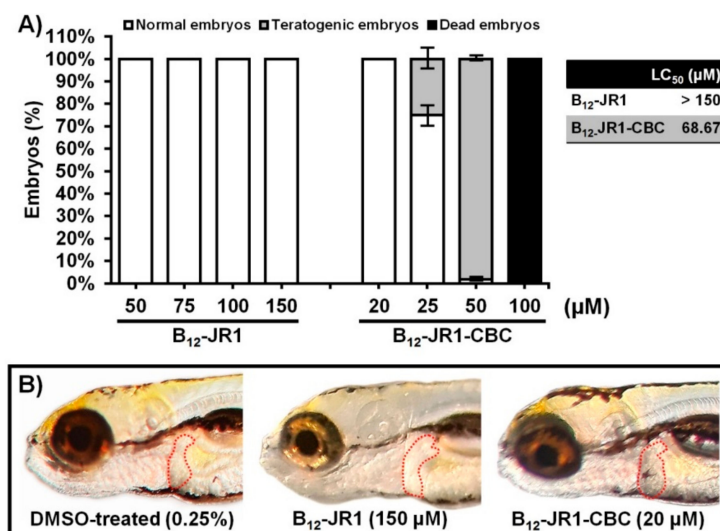 A)
Normal embryos Teratogenic embryos Dead embryos
110%
100%
90%
80%
70%
60%
50%
40%
30%
20%
10%
0%
Embryos (%)
50 75 100 150 20 25 50 100 (μM)
B₁₂-JR1 B₁₂-JR1-CBC
LC₅₀ (μM)
B₁₂-JR1 > 150
B₁₂-JR1-CBC 68.67
B)
DMSO-treated (0.25%) B₁₂-JR1 (150 μM) B₁₂-JR1-CBC (20 μM)